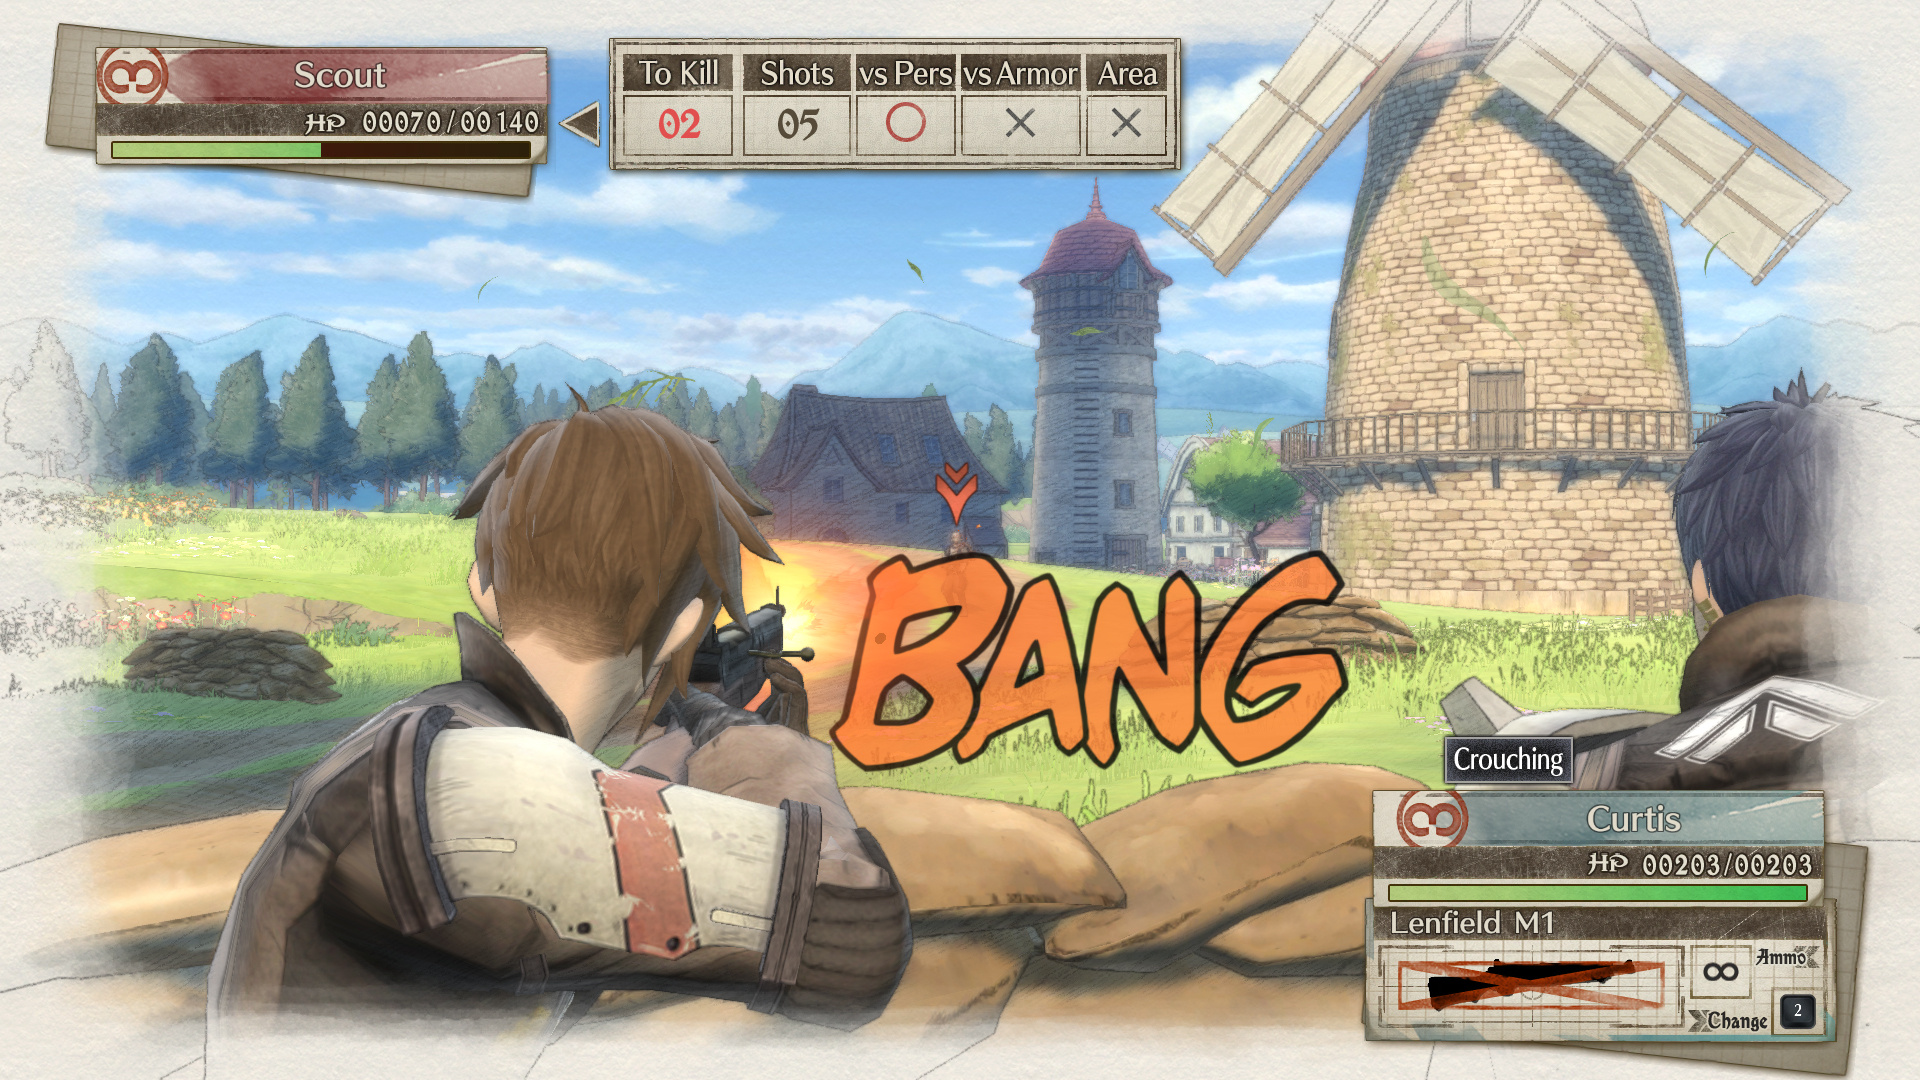 Scout
HP 00070/00140
To Kill Shots vs Pers vs Armor Area
02 05
BANG
Crouching
Curtis
HP 00203/00203
Lenfield M1
∞ Ammo
Change 2